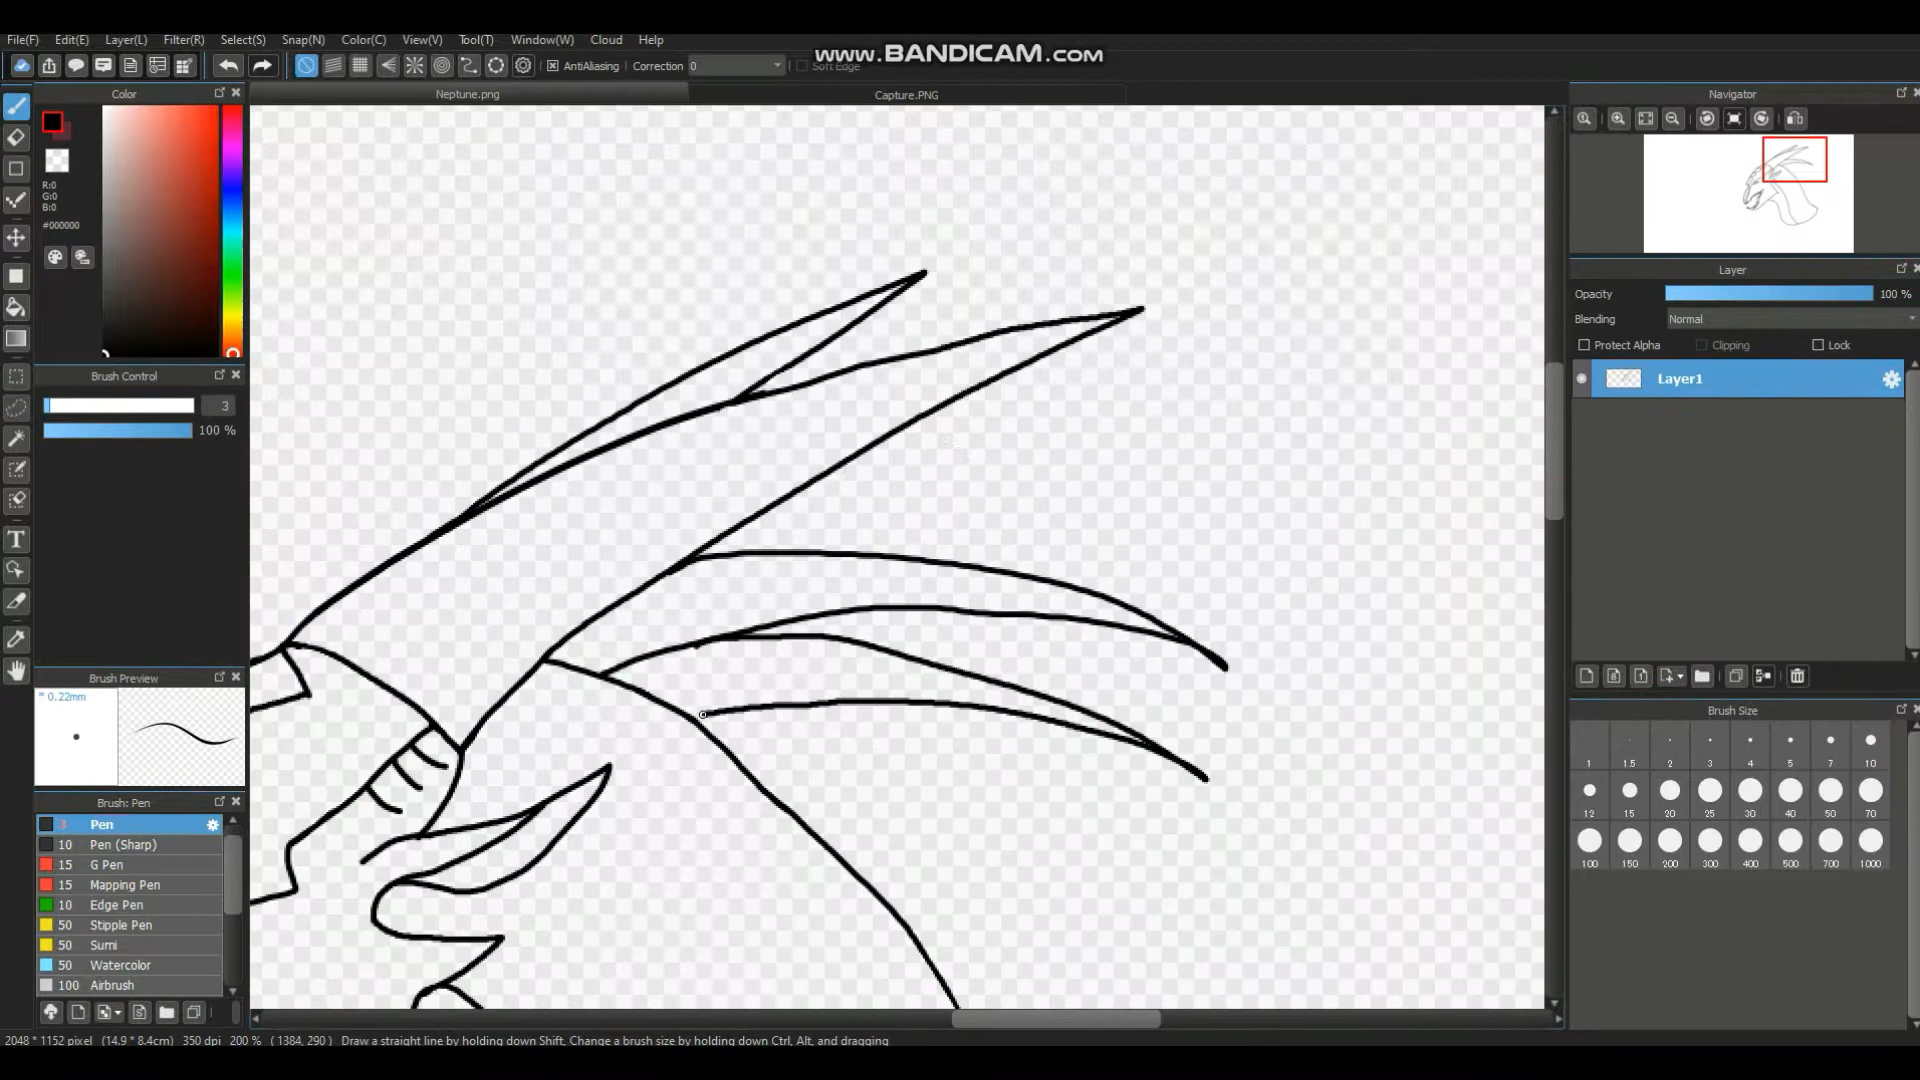 File(F) Edit(E) Layer(L) Filter(R) Select(S) Snap(N) Color(C) View(V) Tool(T) Window(W) Cloud Help
www.BANDICAM.com
AntiAliasing Correction 0 Soft Edge
Color
Neptune.png
Capture.PNG
Navigator
R:0
G:0
B:0
#000000
Layer
Opacity 100 %
Blending Normal
Protect Alpha Clipping Lock
Layer1
Brush Control
3
100 %
Brush Preview
* 0.22mm
Brush Size
1 1.5 2 3 4 5 7 10
12 15 20 25 30 40 50 70
100 150 200 300 400 500 700 1000
Brush: Pen
3 Pen
10 Pen (Sharp)
15 G Pen
15 Mapping Pen
10 Edge Pen
50 Stipple Pen
50 Sumi
50 Watercolor
100 Airbrush
2048 * 1152 pixel (14.9 * 8.4cm) 350 dpi 200 % ( 1384, 290 ) Draw a straight line by holding down Shift, Change a brush size by holding down Ctrl, Alt, and dragging